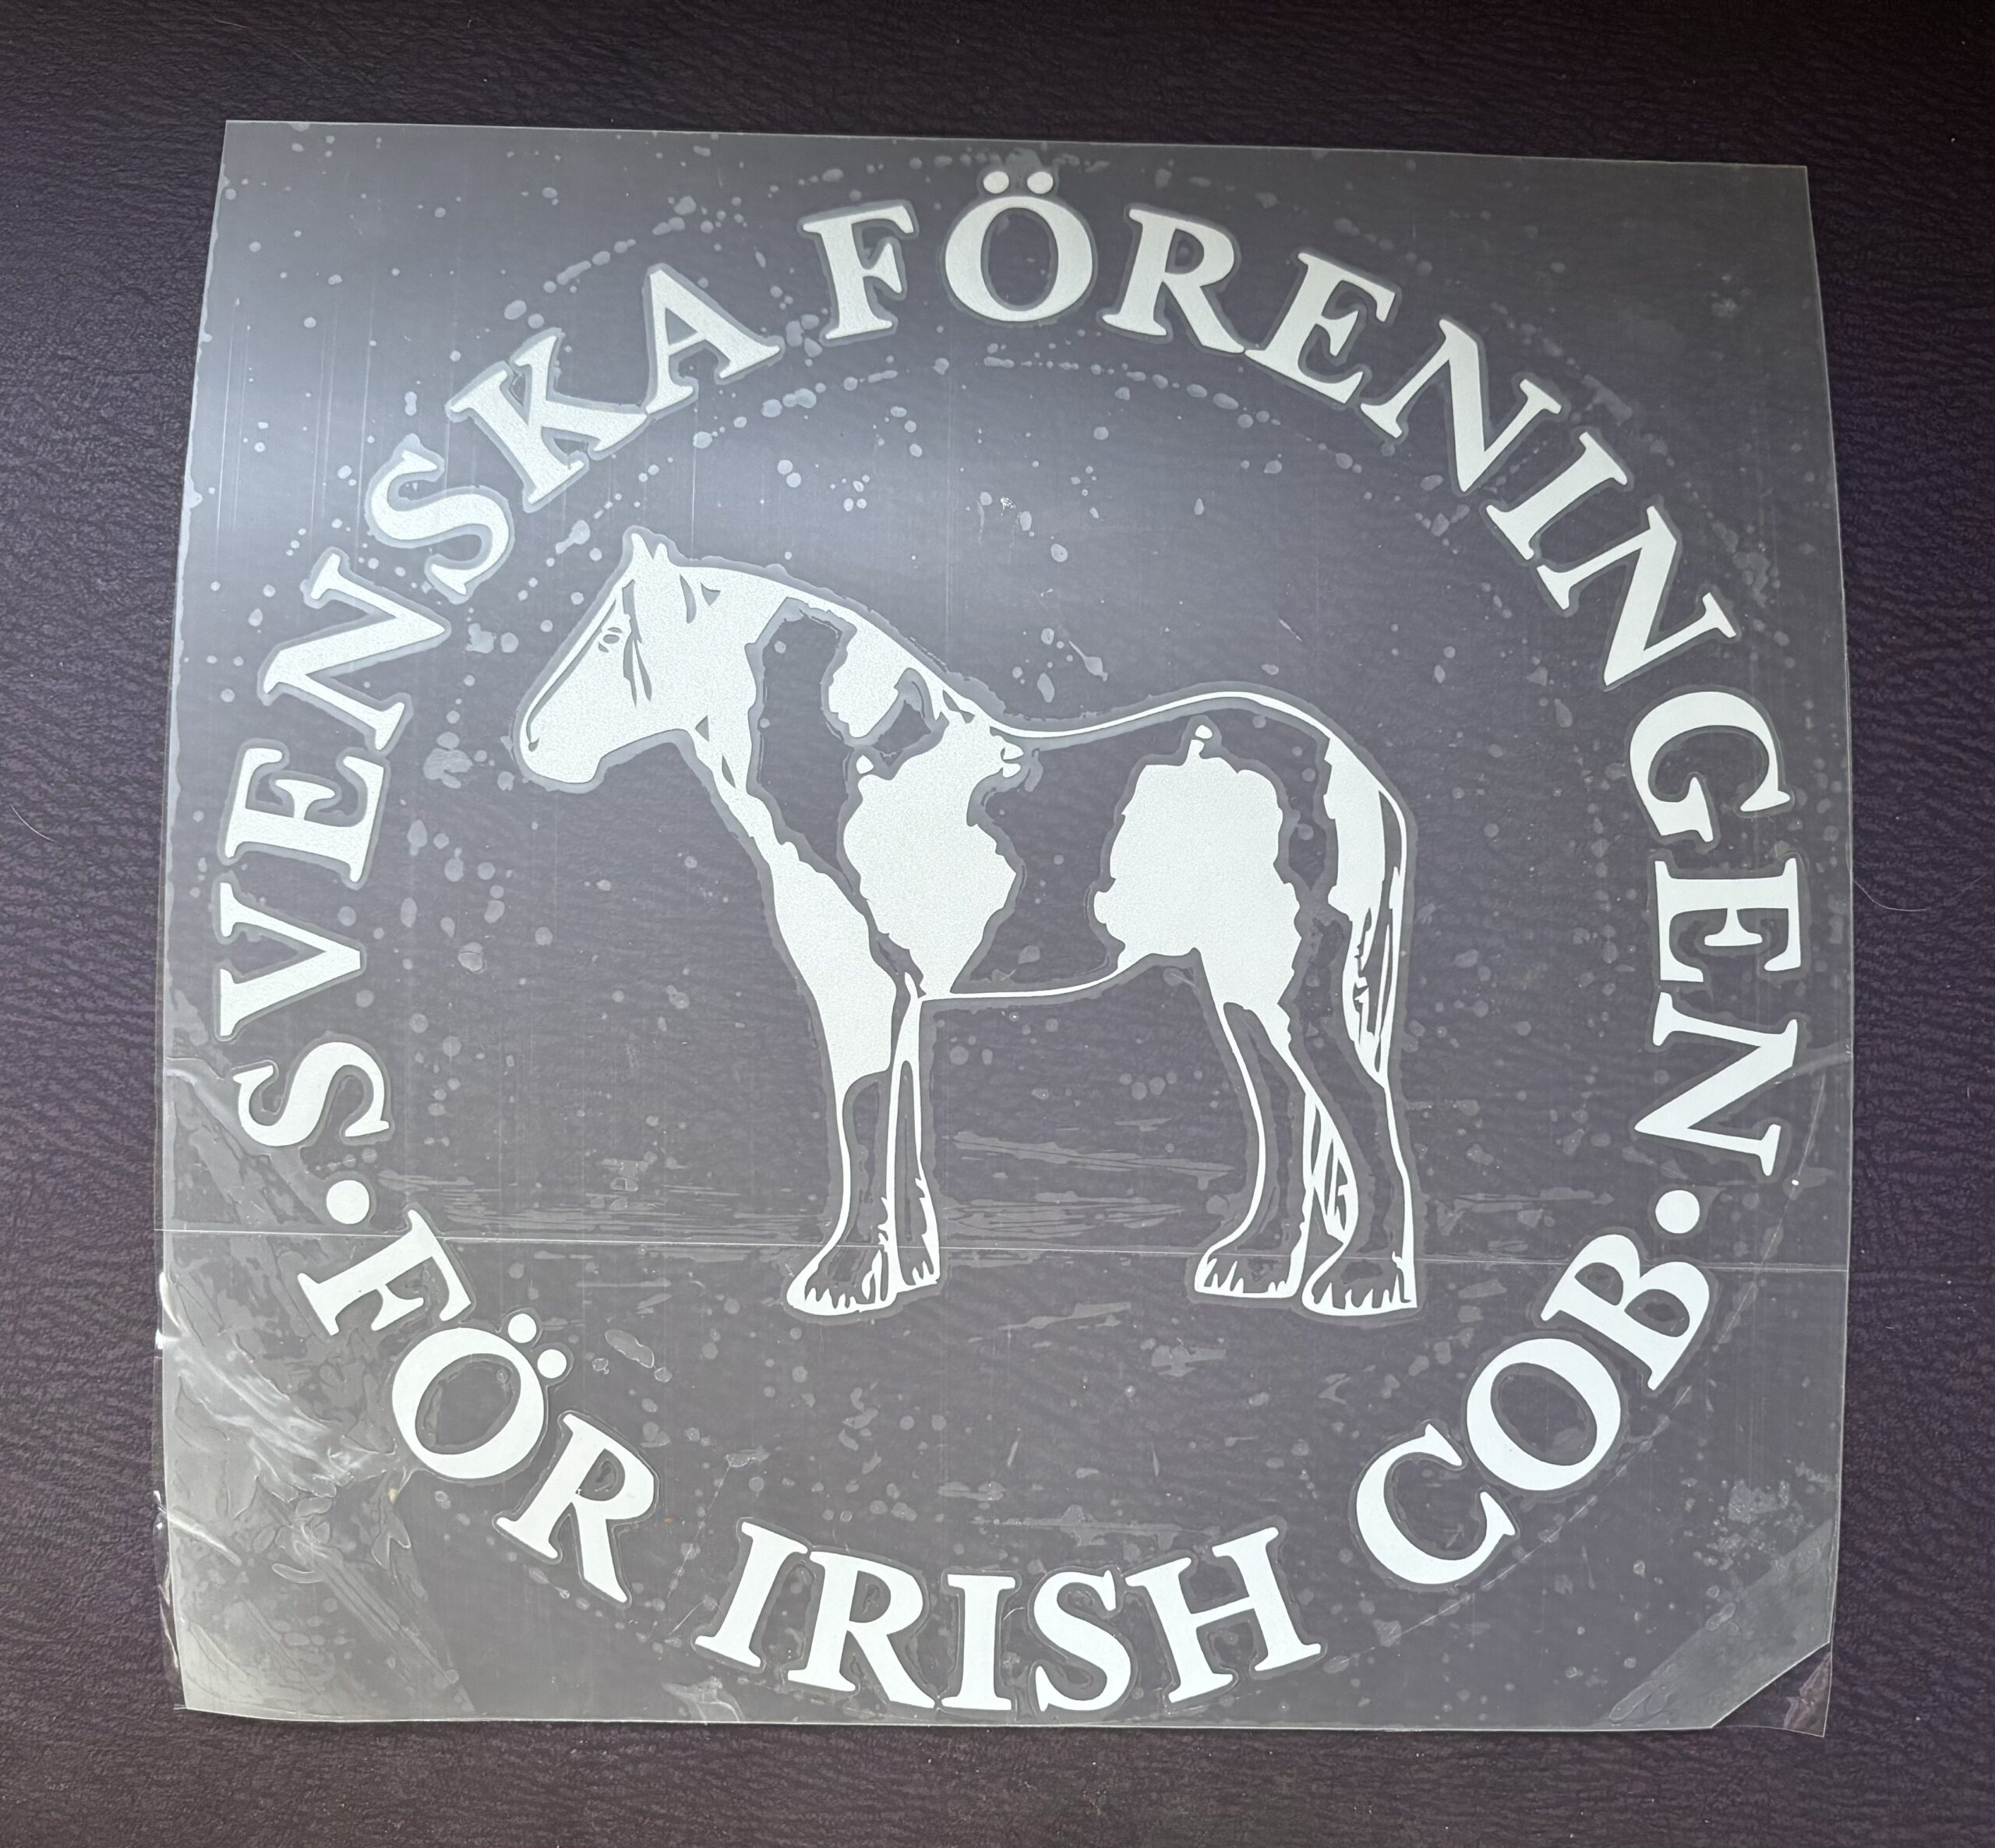 SVENSKA FÖRENINGEN
• FÖR IRISH COB •